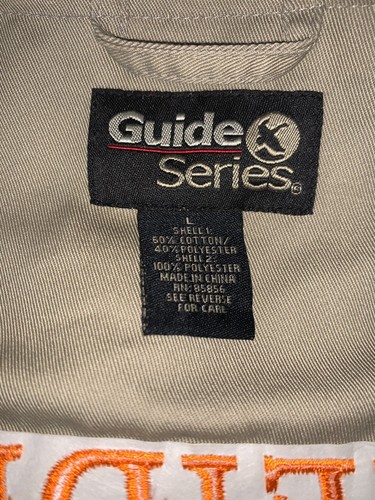 Guide
Series®
L
SHELL 1:
60% COTTON/
40% POLYESTER
SHELL 2:
100% POLYESTER
MADE IN CHINA
RN: 85856
SEE REVERSE
FOR CARE